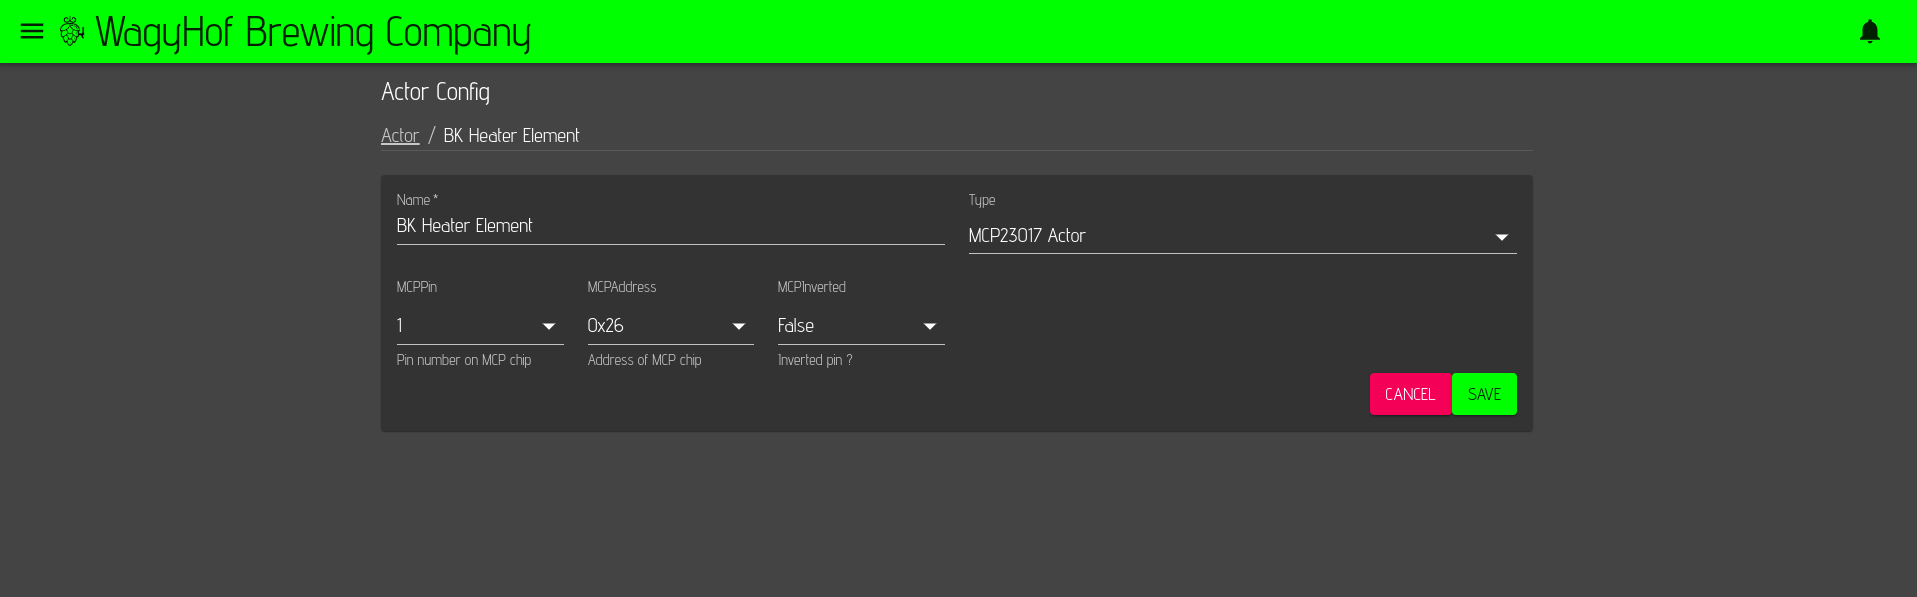 WagyHof Brewing Company
Actor Config
Actor / BK Heater Element
Name *
BK Heater Element
Type
MCP23017 Actor
MCPPin
1
Pin number on MCP chip
MCPAddress
0x26
Address of MCP chip
MCPInverted
False
Inverted pin ?
CANCEL
SAVE